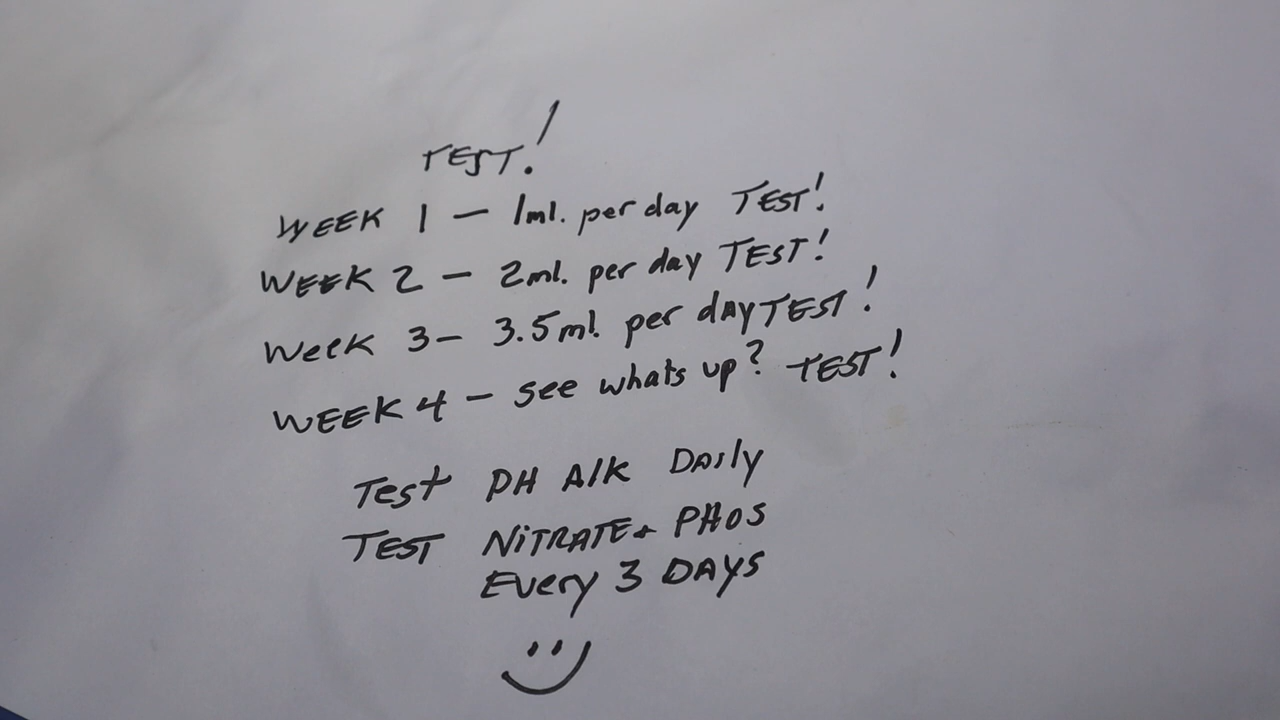 TEST!
WEEK 1 – 1ml. per day TEST!
WEEK 2 – 2ml. per day TEST!
Week 3 – 3.5ml. per day TEST!
WEEK 4 – see whats up? TEST!
Test PH Alk DAily
TEST NiTRATE + PHOS
Every 3 DAYS